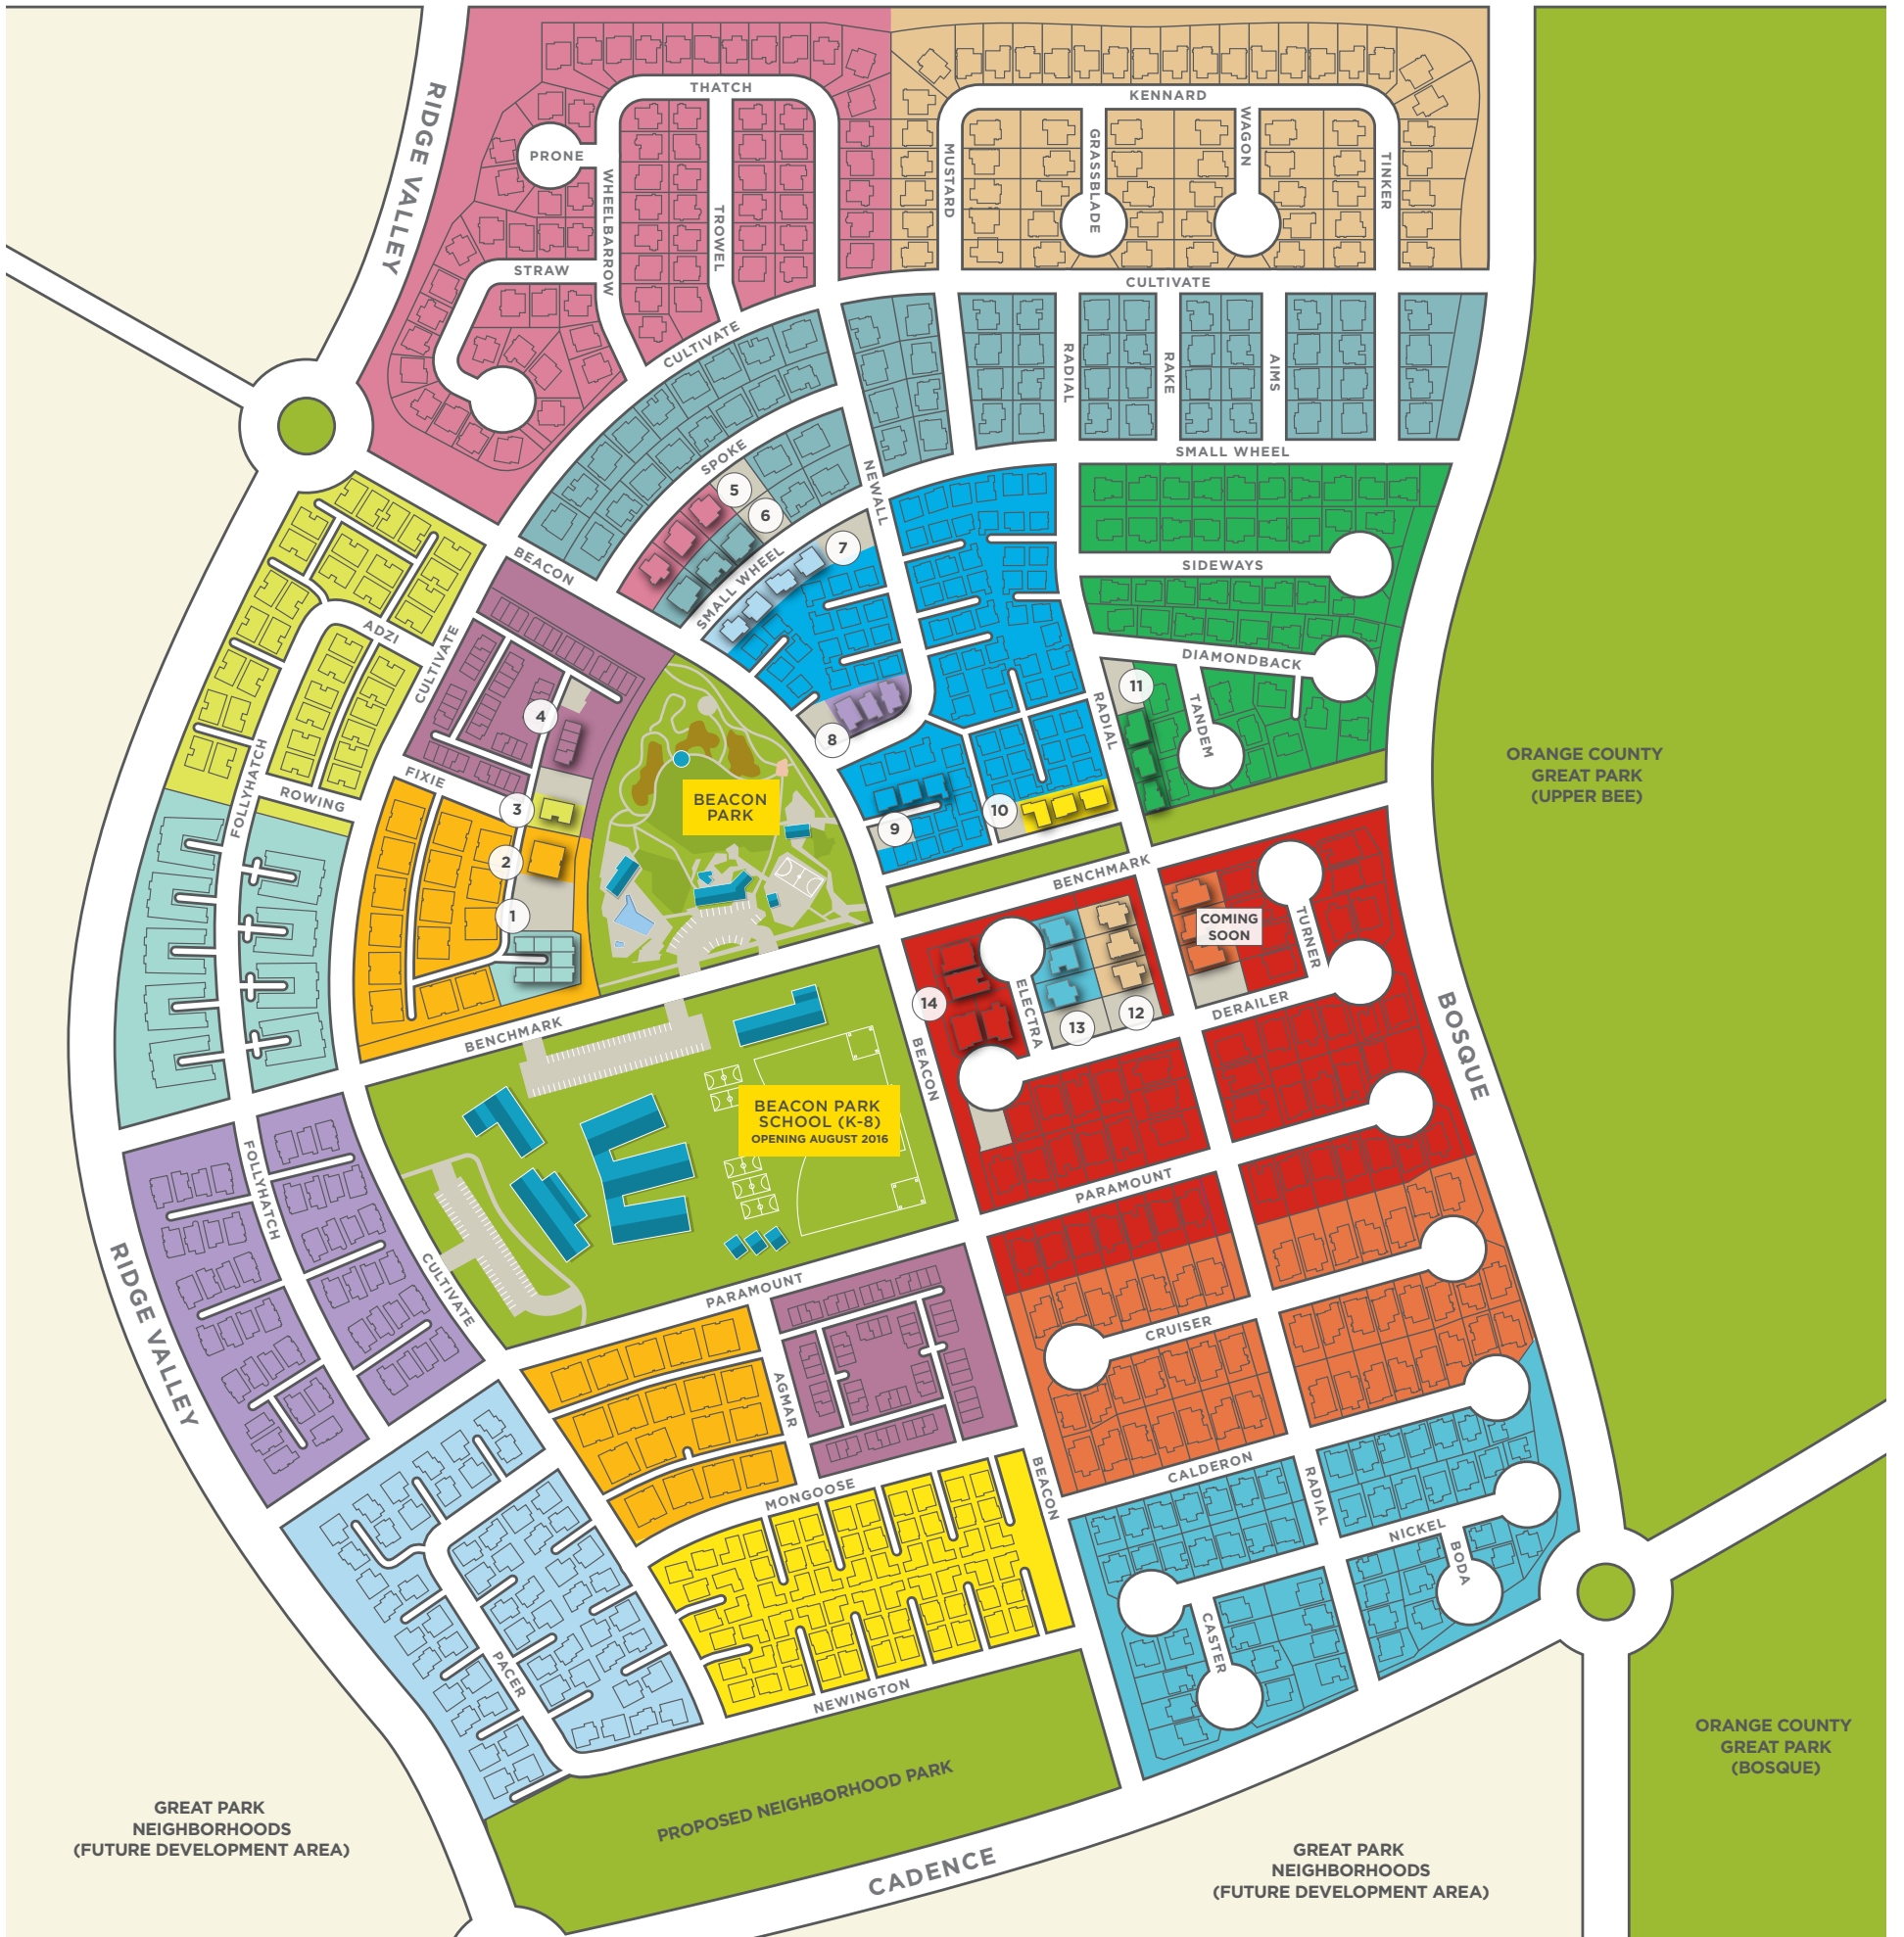 THATCH
KENNARD
RIDGE VALLEY
PRONE
WHEELBARROW
TROWEL
MUSTARD
GRASSBLADE
WAGON
TINKER
STRAW
CULTIVATE
CULTIVATE
RADIAL
RAKE
AIMS
SMALL WHEEL
SPOKE
NEWALL
5
6
7
BEACON
SMALL WHEEL
SIDEWAYS
DIAMONDBACK
ADZI
CULTIVATE
11
TANDEM
RADIAL
4
8
FOLLYHATCH
FIXIE
ROWING
3
BEACON
PARK
10
9
2
1
ORANGE COUNTY
GREAT PARK
(UPPER BEE)
BENCHMARK
COMING
SOON
TURNER
14
ELECTRA
13
12
DERAILER
BENCHMARK
BEACON
BOSQUE
BEACON PARK
SCHOOL (K-8)
OPENING AUGUST 2016
FOLLYHATCH
PARAMOUNT
RIDGE VALLEY
CULTIVATE
PARAMOUNT
CRUISER
AGMAR
MONGOOSE
BEACON
CALDERON
RADIAL
NICKEL
BODA
CASTER
PACER
NEWINGTON
ORANGE COUNTY
GREAT PARK
(BOSQUE)
PROPOSED NEIGHBORHOOD PARK
GREAT PARK
NEIGHBORHOODS
(FUTURE DEVELOPMENT AREA)
CADENCE
GREAT PARK
NEIGHBORHOODS
(FUTURE DEVELOPMENT AREA)